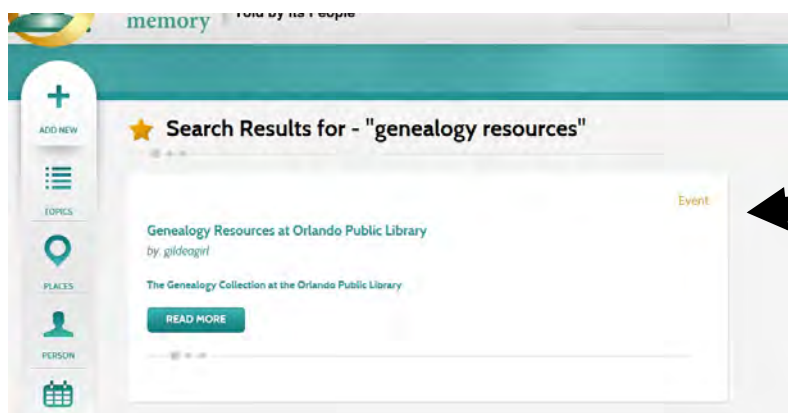 memory
Told by Its People
ADD NEW
TOPICS
PLACES
PERSON
Search Results for - "genealogy resources"
Event
Genealogy Resources at Orlando Public Library
by: gildeagirl
The Genealogy Collection at the Orlando Public Library
READ MORE